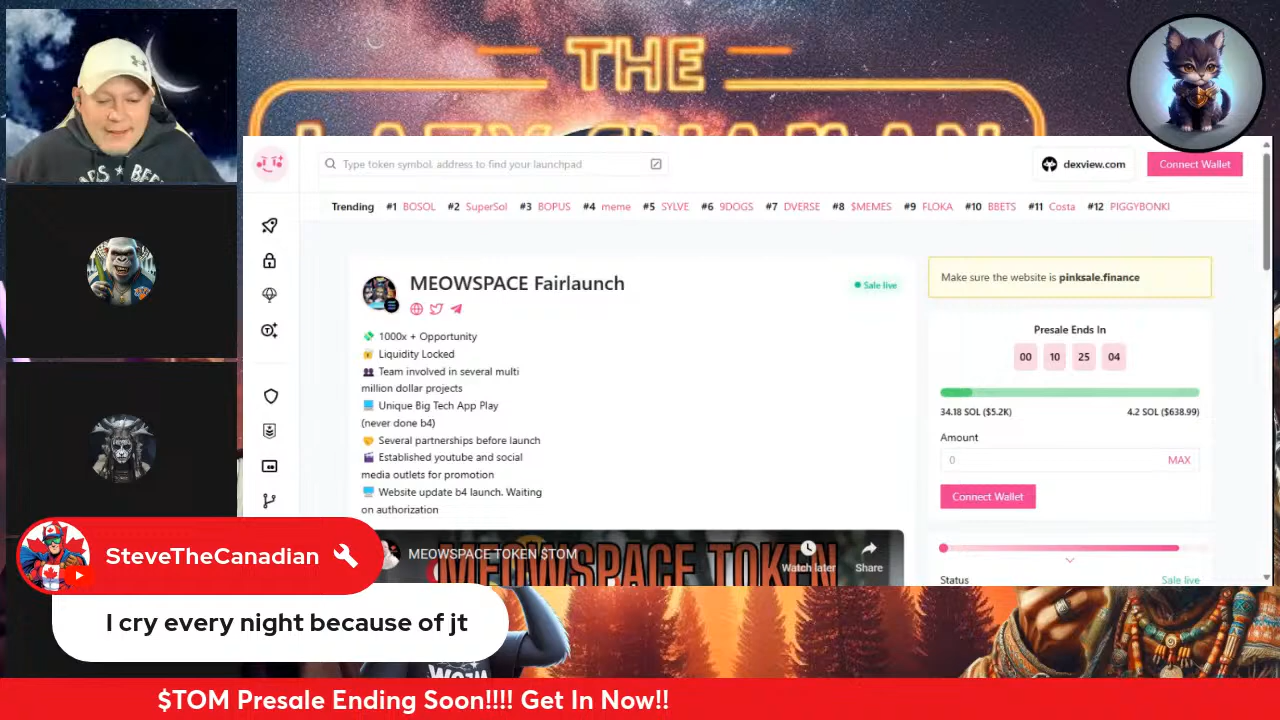 THE
Type token symbol, address to find your launchpad
dexview.com
Connect Wallet
Trending #1 BOSOL #2 SuperSol #3 BOPUS #4 meme #5 SYLVE #6 9DOGS #7 DVERSE #8 $MEMES #9 FLOKA #10 BBETS #11 Costa #12 PIGGYBONKI
MEOWSPACE Fairlaunch
Sale live
💸 1000x + Opportunity
🔐 Liquidity Locked
👥 Team involved in several multi
million dollar projects
💻 Unique Big Tech App Play
(never done b4)
🤝 Several partnerships before launch
🎬 Established youtube and social
media outlets for promotion
🖥️ Website update b4 launch. Waiting
on authorization
Make sure the website is pinksale.finance
Presale Ends In
00 10 25 04
34.18 SOL ($5.2K) 4.2 SOL ($638.99)
Amount
0 MAX
Connect Wallet
Status Sale live
MEOWSPACE TOKEN $TOM
Watch later
Share
MEOWSPACE TOKEN
SteveTheCanadian
I cry every night because of jt
$TOM Presale Ending Soon!!!! Get In Now!!